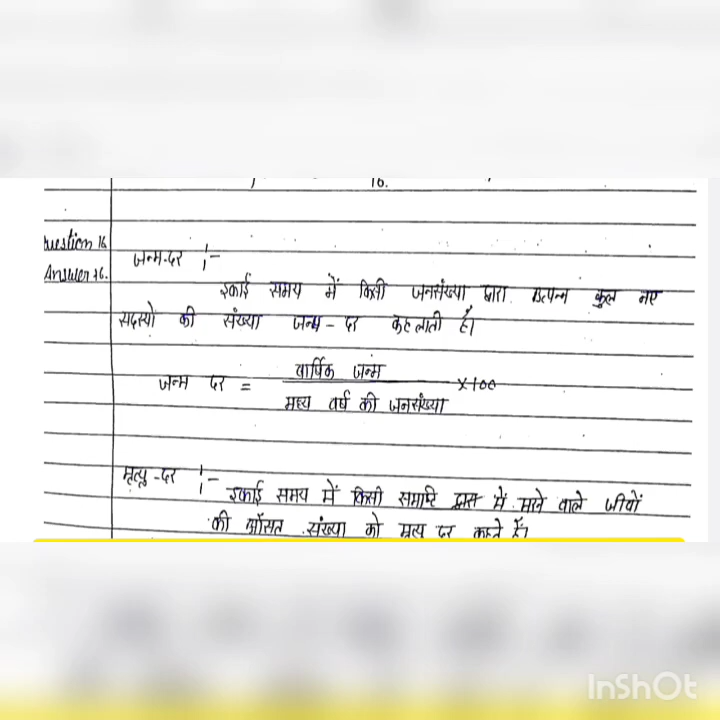 16.
Question 16
Answer 16. जन्म-दर :-
इकाई समय में किसी जनसंख्या द्वारा उत्पन्न कुल नए
सदस्यो की संख्या जन्म-दर कहलाती है।
जन्म दर = वार्षिक जन्म
×100
मध्य वर्ष की जनसंख्या
मृत्यु-दर :-
इकाई समय में किसी समष्टि में मरने वाले जीवों
की औसत संख्या को मृत्यु दर कहते हैं।
InShOt